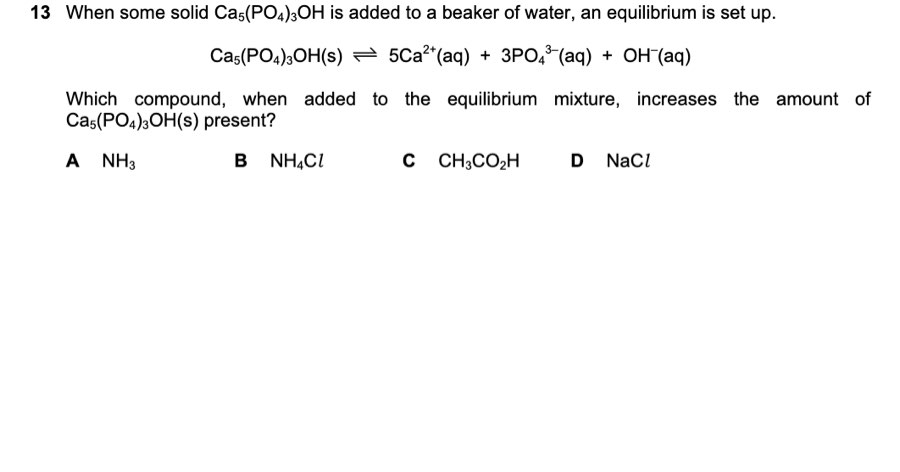 13 When some solid Ca₅(PO₄)₃OH is added to a beaker of water, an equilibrium is set up.
Ca₅(PO₄)₃OH(s) ⇌ 5Ca²⁺(aq) + 3PO₄³⁻(aq) + OH⁻(aq)
Which compound, when added to the equilibrium mixture, increases the amount of
Ca₅(PO₄)₃OH(s) present?
A NH₃ B NH₄Cl C CH₃CO₂H D NaCl